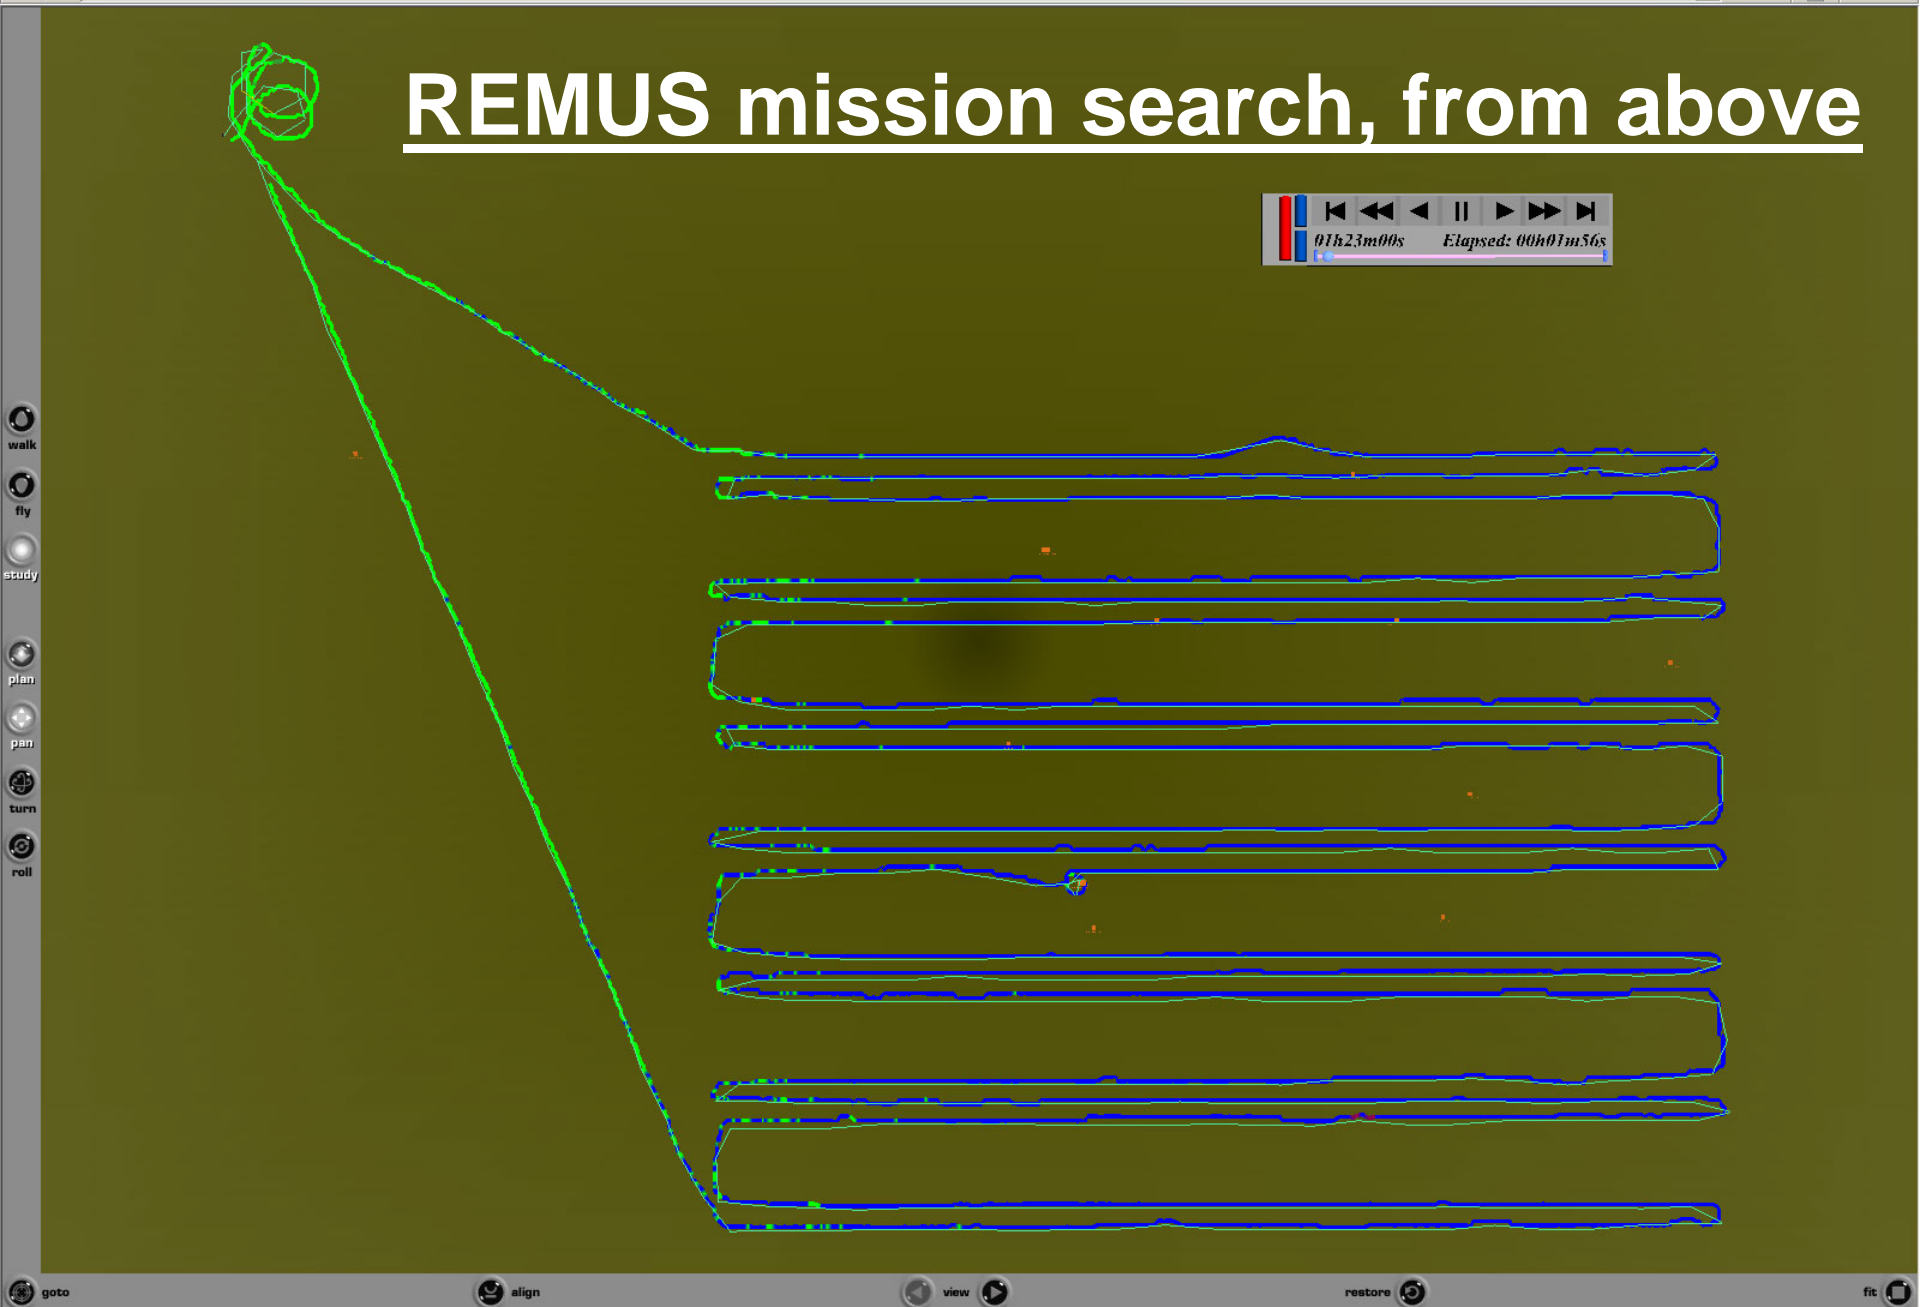 REMUS mission search, from above
01h23m00s Elapsed: 00h01m56s
walk
fly
study
plan
pan
turn
roll
goto align view restore fit